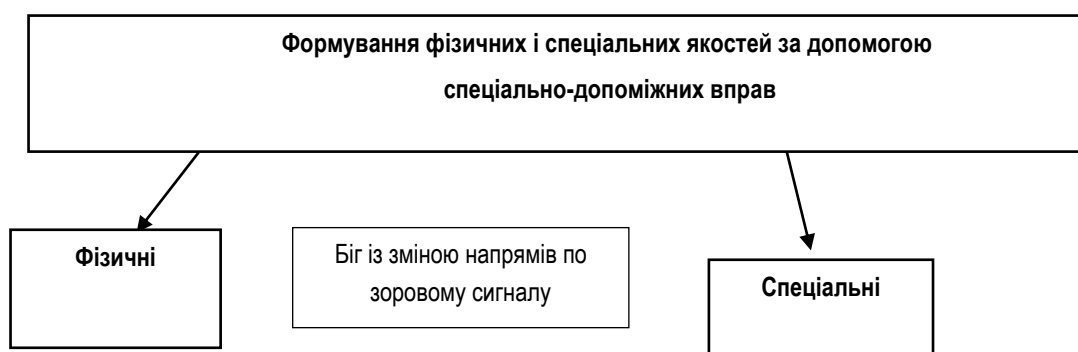 Формування фізичних і спеціальних якостей за допомогою
спеціально-допоміжних вправ
Фізичні
Біг із зміною напрямів по
зоровому сигналу
Спеціальні